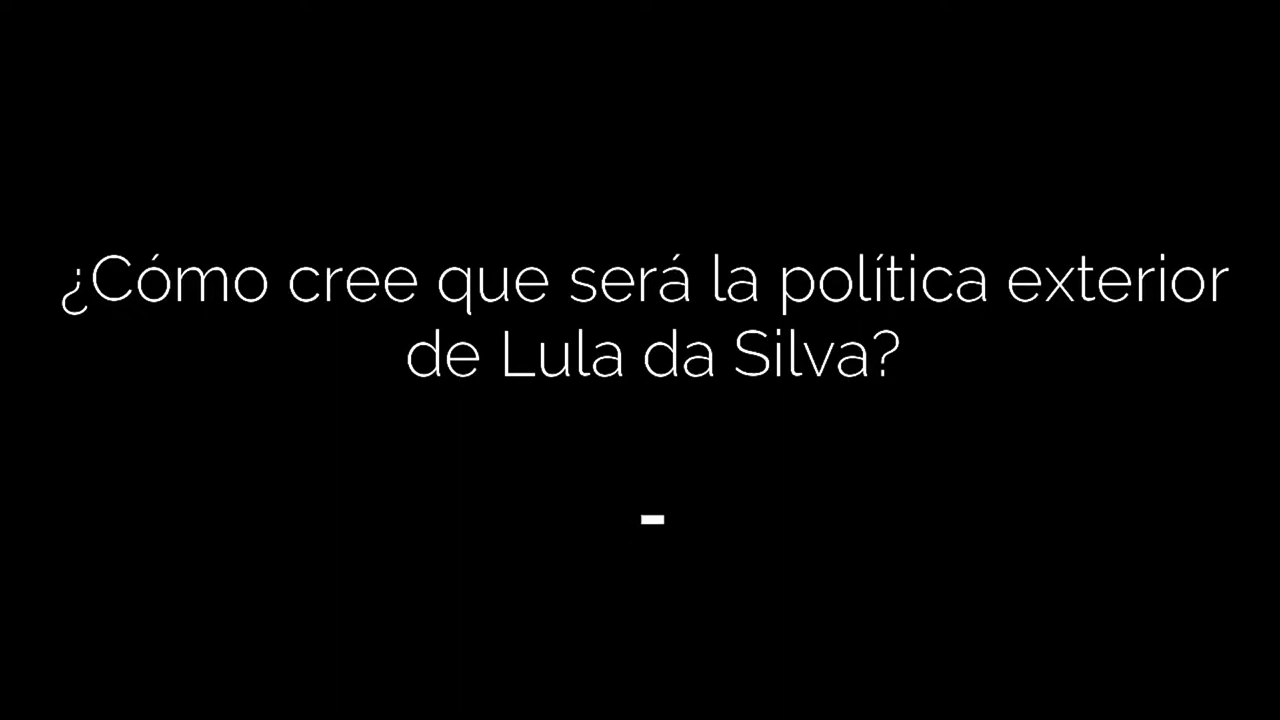 ¿Cómo cree que será la política exterior
de Lula da Silva?
-